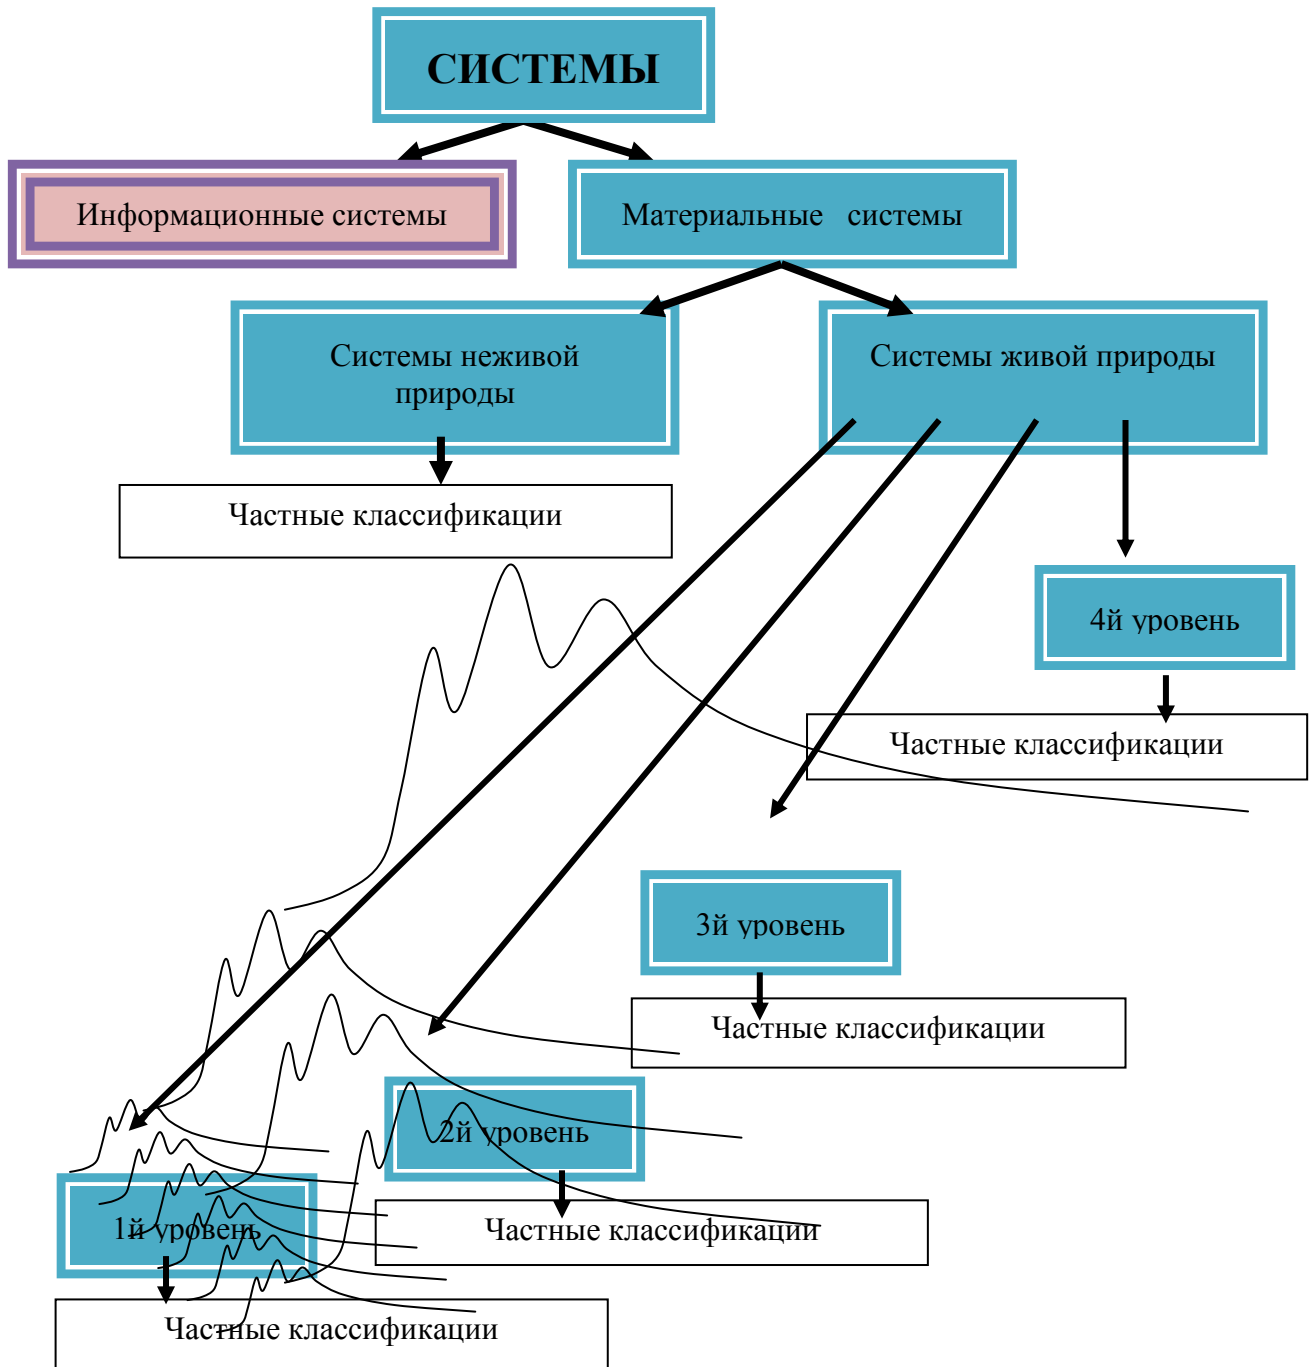 СИСТЕМЫ
Информационные системы
Материальные системы
Системы неживой
природы
Системы живой природы
Частные классификации
4й уровень
Частные классификации
3й уровень
Частные классификации
2й уровень
Частные классификации
1й уровень
Частные классификации